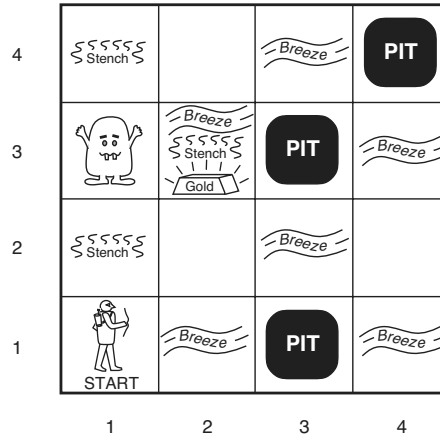 4
Stench
Breeze
PIT
3
Breeze
Stench
Gold
PIT
Breeze
2
Stench
Breeze
1
START
Breeze
PIT
Breeze
1 2 3 4